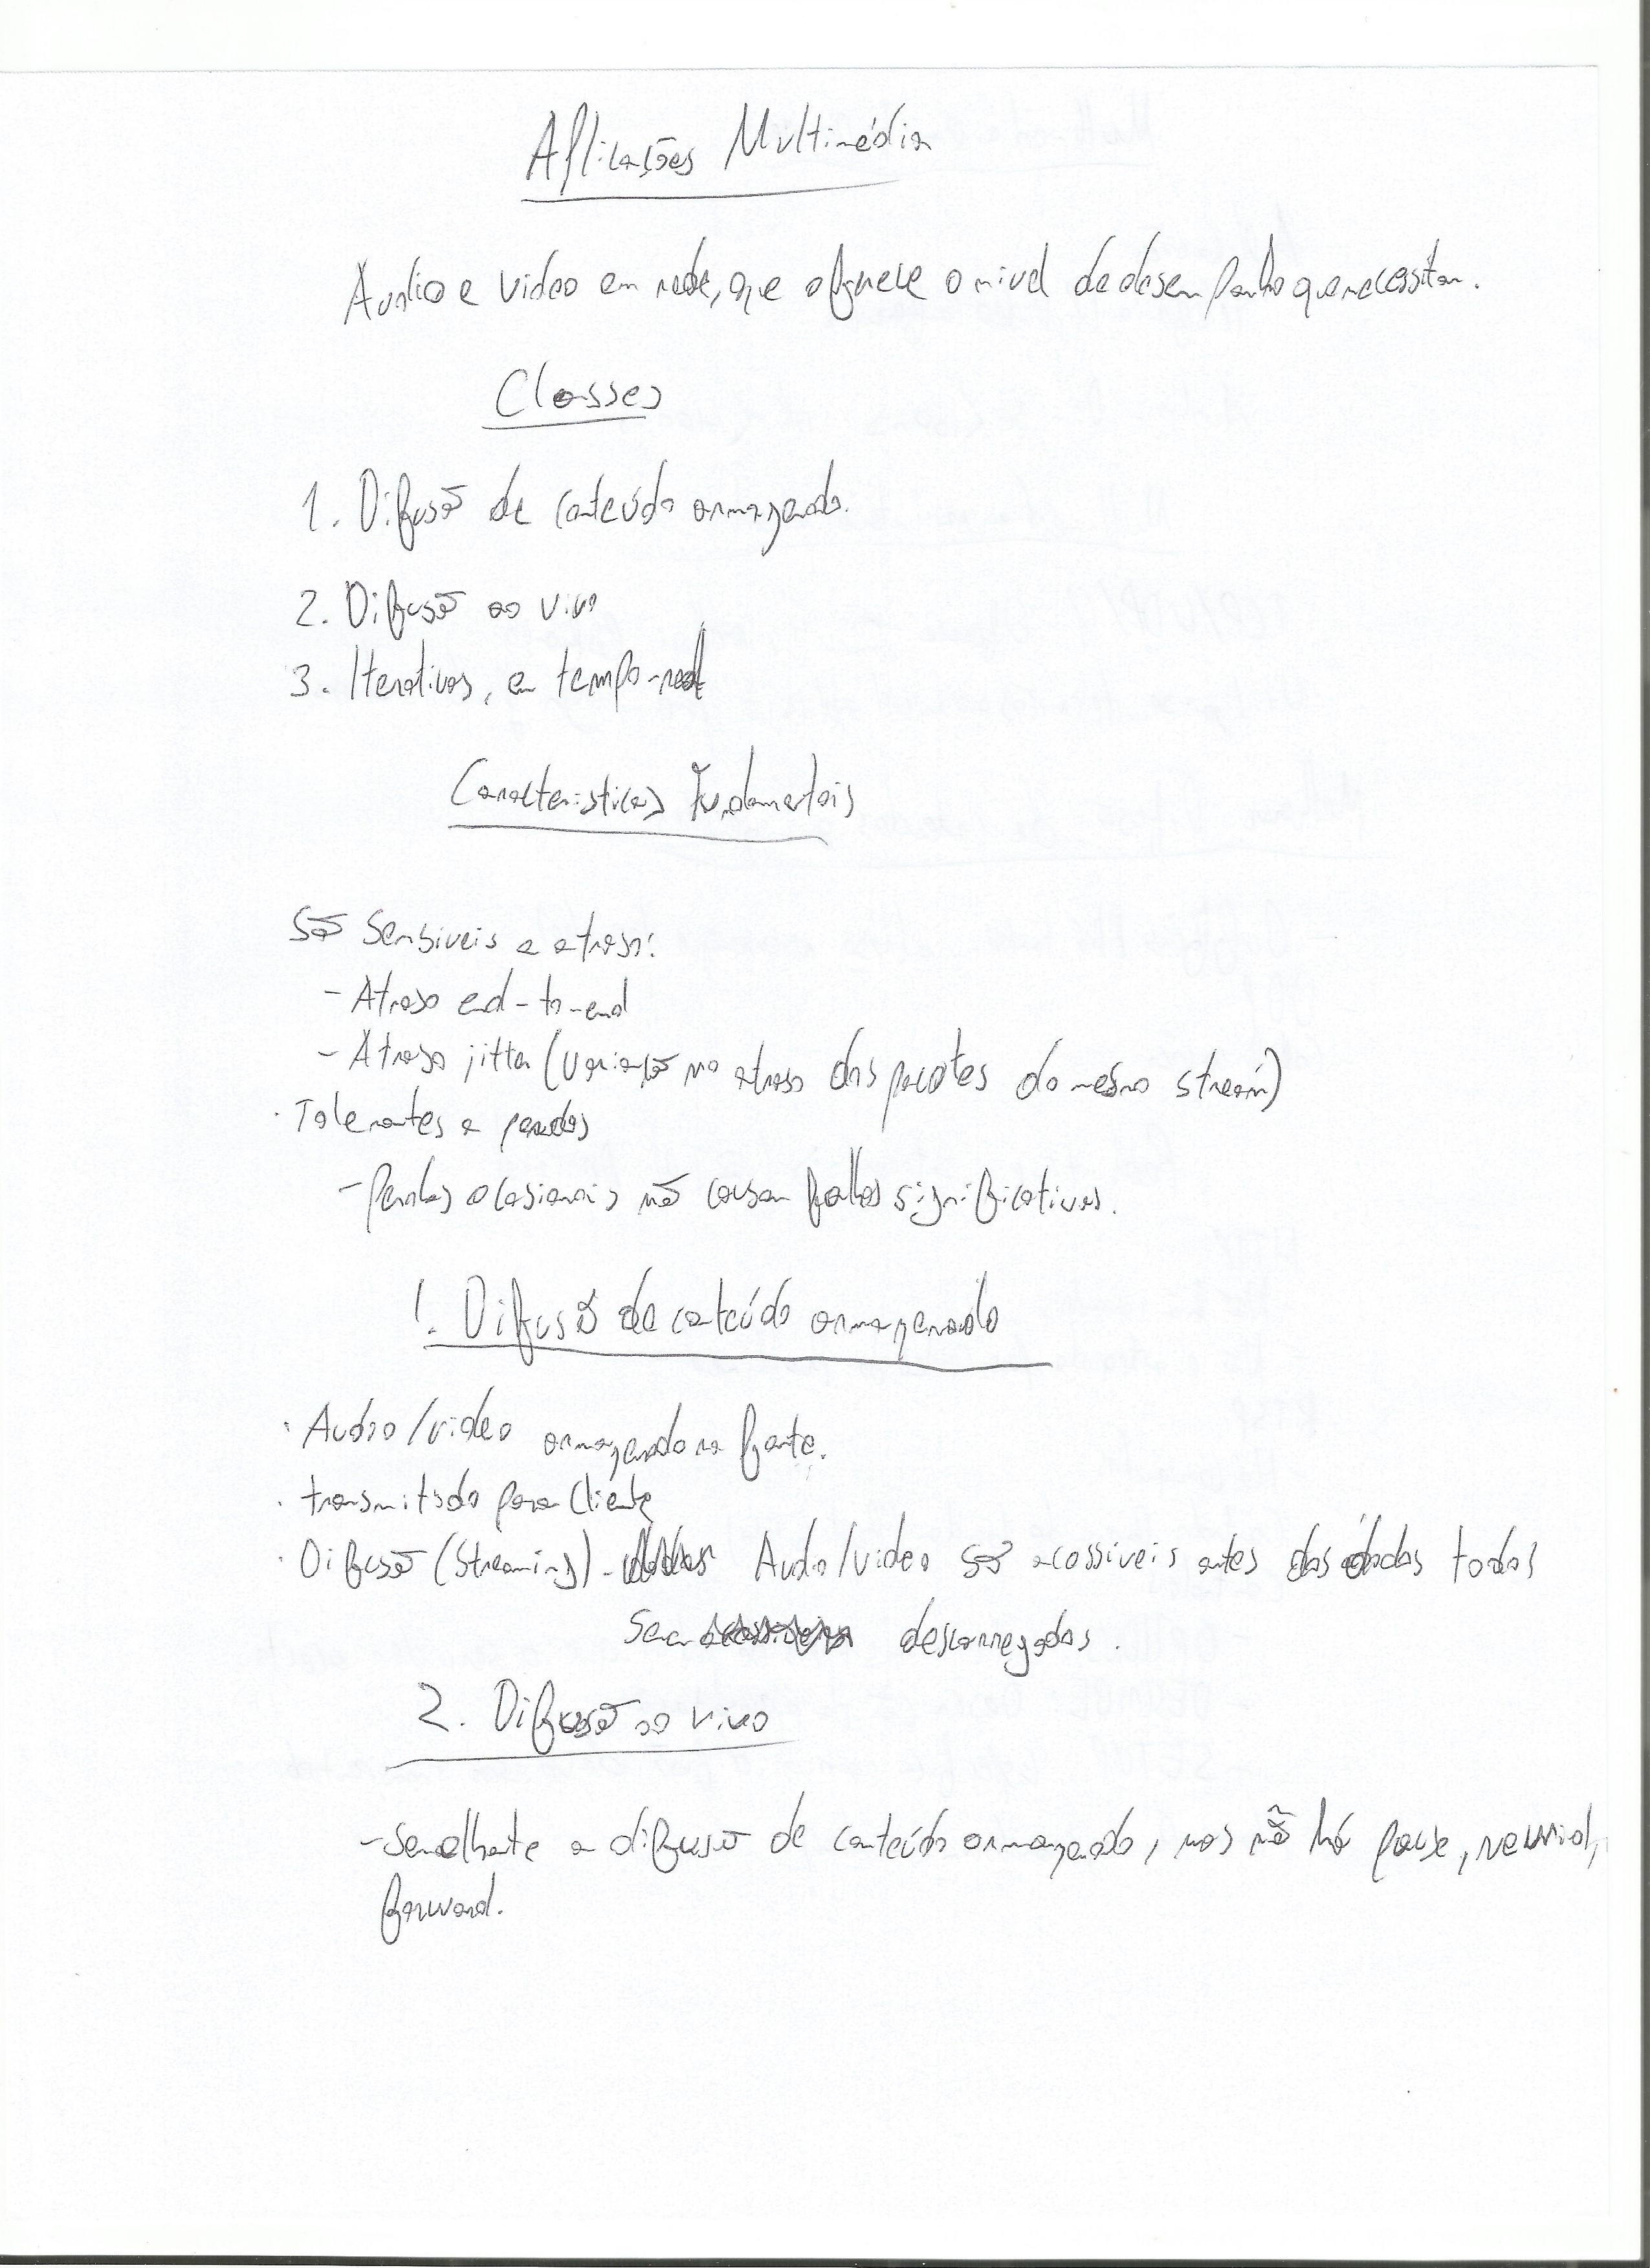 Aplicações Multimédia
Audio e video em rede, que oferece o nivel de desempenho que necessitam.
Classes
1. Difusão de conteúdo armazenado.
2. Difusão ao vivo
3. Iterativos, em tempo-real
Caracteristicas Fundamentais
São Sensiveis a atraso:
- Atraso end-to-end
- Atraso jitter (variação no atraso dos pacotes do mesmo stream)
· Tolerantes a perdas
- Perdas ocasionais não causam falhas significativas.
1. Difusão de conteúdo armazenado
· Audio/video armazenado na fonte.
· transmitido para Cliente
· Difusão (Streaming) - Audio/video são acossiveis antes dos dados todos
Serem descarregados.
2. Difusão ao vivo
- Semelhante a difusão de conteúdo armazenado, mas não há pause, rewind,
forward.